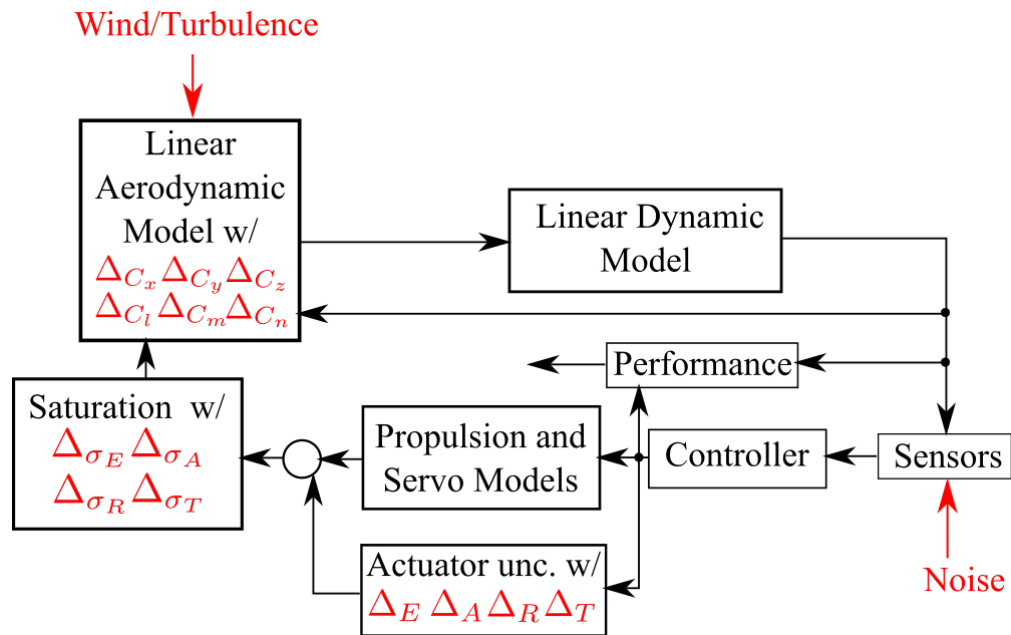 Wind/Turbulence
Linear
Aerodynamic
Model w/
Δ_{C_x} Δ_{C_y} Δ_{C_z}
Δ_{C_l} Δ_{C_m} Δ_{C_n}
Linear Dynamic
Model
Performance
Saturation w/
Δ_{σ_E} Δ_{σ_A}
Δ_{σ_R} Δ_{σ_T}
Propulsion and
Servo Models
Controller
Sensors
Actuator unc. w/
Δ_E Δ_A Δ_R Δ_T
Noise